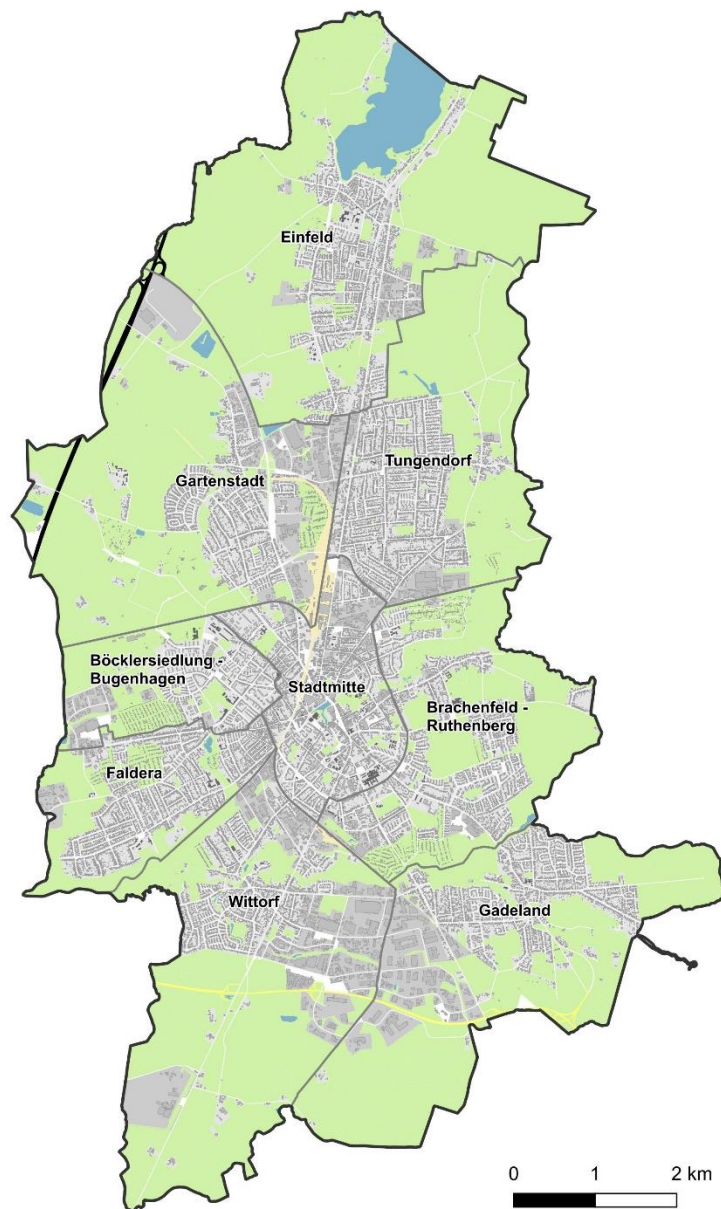 Einfeld
Tungendorf
Gartenstadt
Böcklersiedlung -
Bugenhagen
Stadtmitte
Brachenfeld -
Ruthenberg
Faldera
Wittorf
Gadeland
0 1 2 km